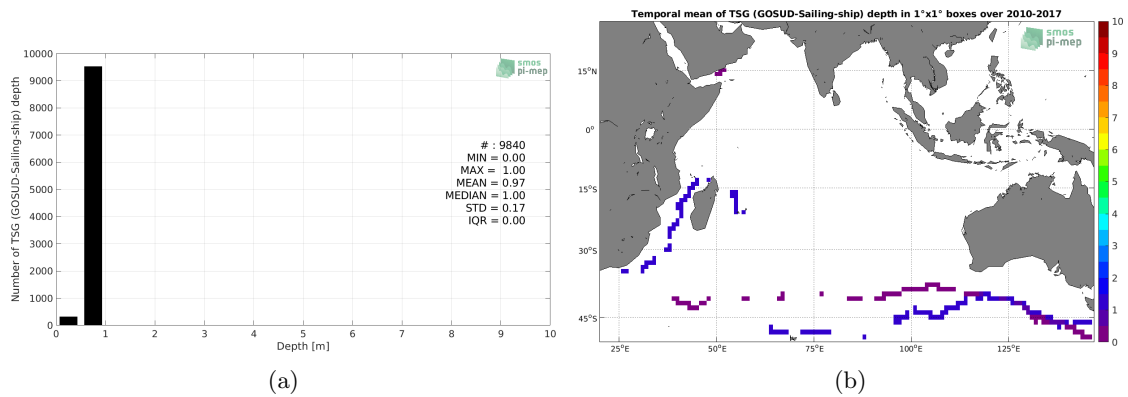 10000
9000
8000
7000
6000
5000
4000
3000
2000
1000
0
Number of TSG (GOSUD-Sailing-ship) depth
0 1 2 3 4 5 6 7 8 9 10
Depth [m]
smos
pi-mep
# : 9840
MIN = 0.00
MAX = 1.00
MEAN = 0.97
MEDIAN = 1.00
STD = 0.17
IQR = 0.00
(a)
Temporal mean of TSG (GOSUD-Sailing-ship) depth in 1°x1° boxes over 2010-2017
smos
pi-mep
15°N
0°
15°S
30°S
45°S
25°E 50°E 75°E 100°E 125°E
10
9
8
7
6
5
4
3
2
1
0
(b)